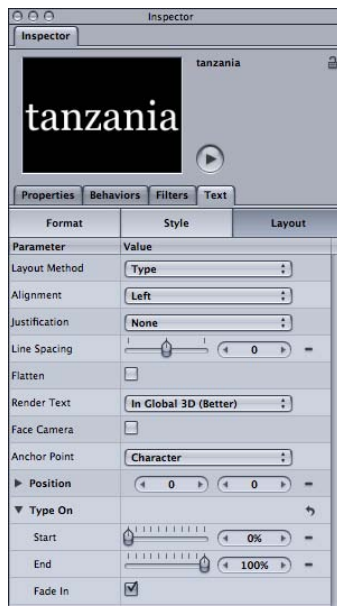 Inspector
Inspector
tanzania
tanzania
Properties Behaviors Filters Text
Format Style Layout
Parameter Value
Layout Method Type
Alignment Left
Justification None
Line Spacing 0
Flatten
Render Text In Global 3D (Better)
Face Camera
Anchor Point Character
Position 0 0
Type On
Start 0%
End 100%
Fade In